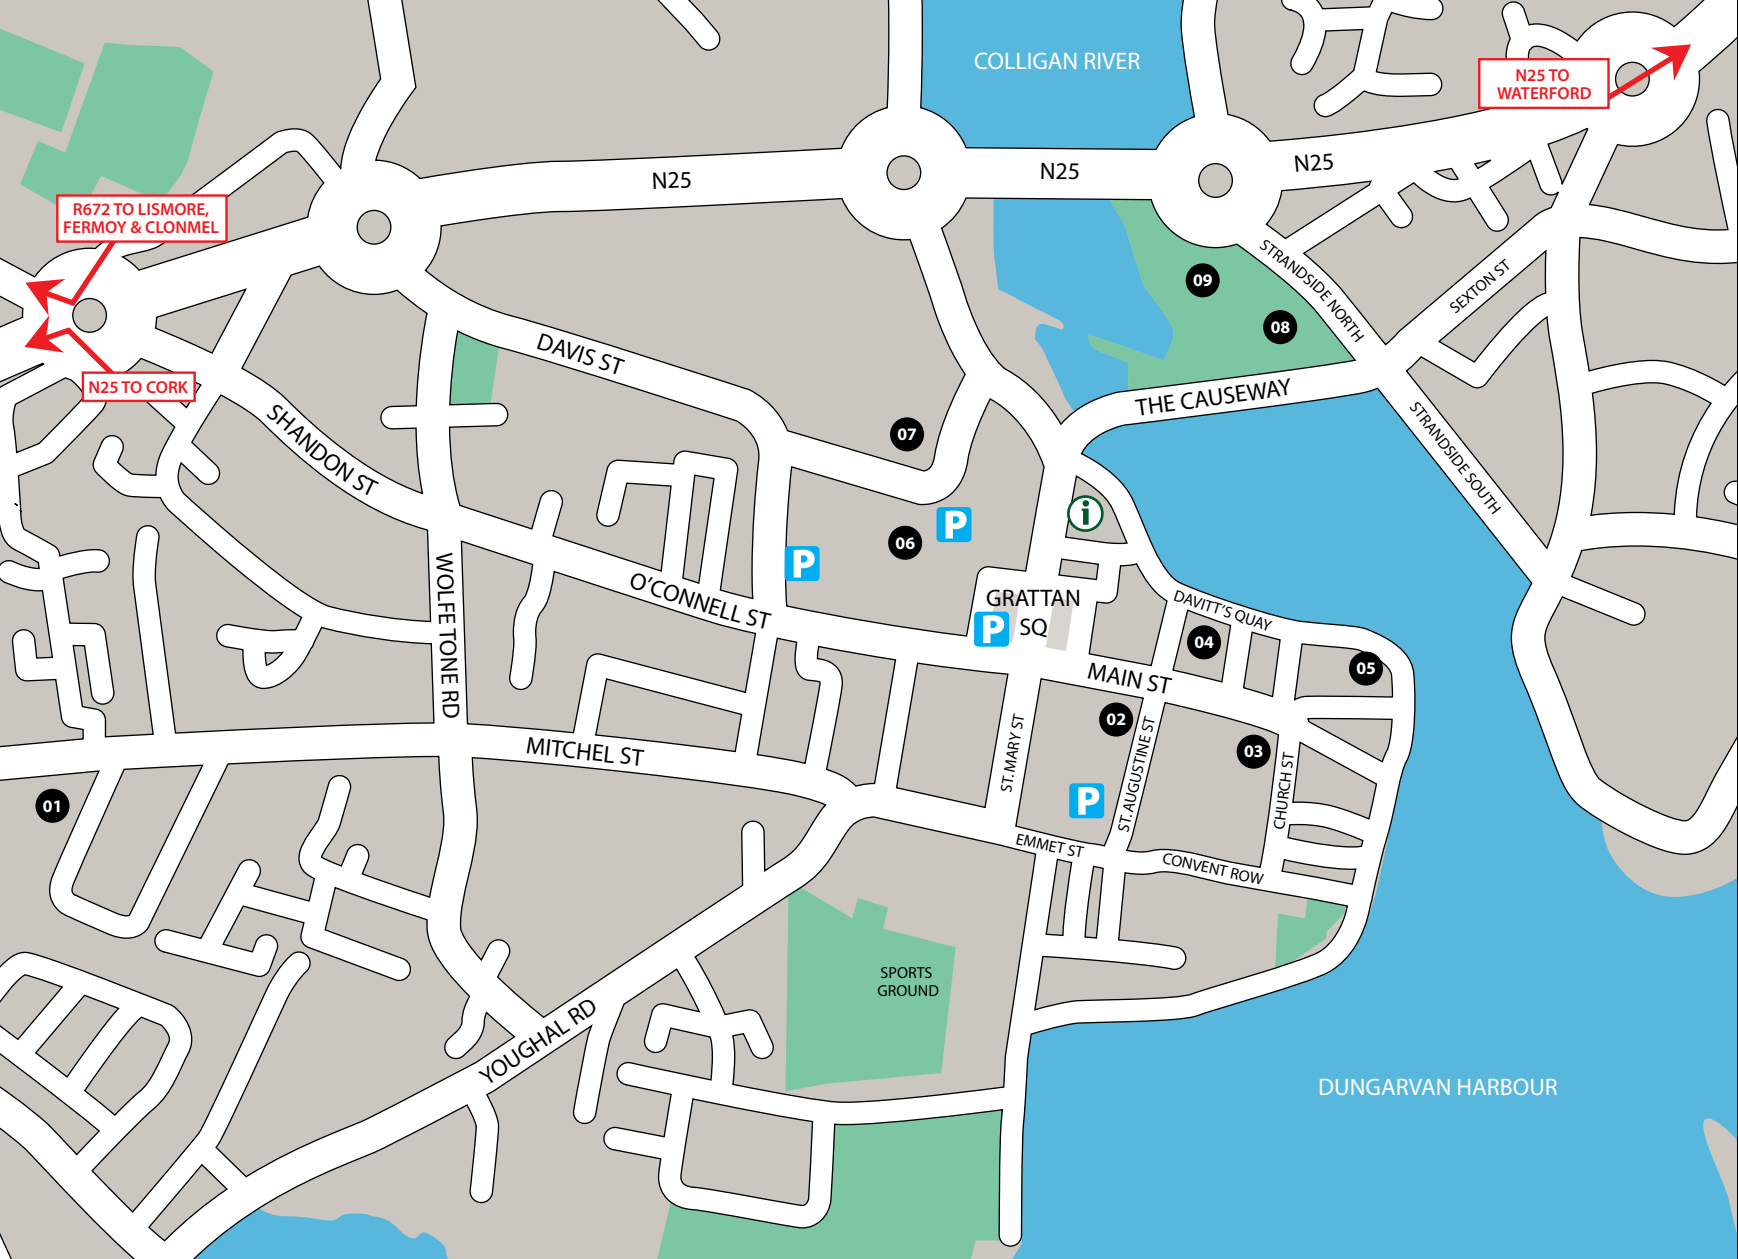 COLLIGAN RIVER
N25 TO
WATERFORD
N25
N25
N25
R672 TO LISMORE,
FERMOY & CLONMEL
STRANDSIDE NORTH
SEXTON ST
09
08
DAVIS ST
N25 TO CORK
THE CAUSEWAY
SHANDON ST
07
STRANDSIDE SOUTH
i
P
06
P
WOLFE TONE RD
O'CONNELL ST
GRATTAN
SQ
P
DAVITT'S QUAY
04
05
MAIN ST
02
ST. MARY ST
ST. AUGUSTINE ST
03
MITCHEL ST
CHURCH ST
P
01
EMMET ST
CONVENT ROW
SPORTS
GROUND
YOUGHAL RD
DUNGARVAN HARBOUR